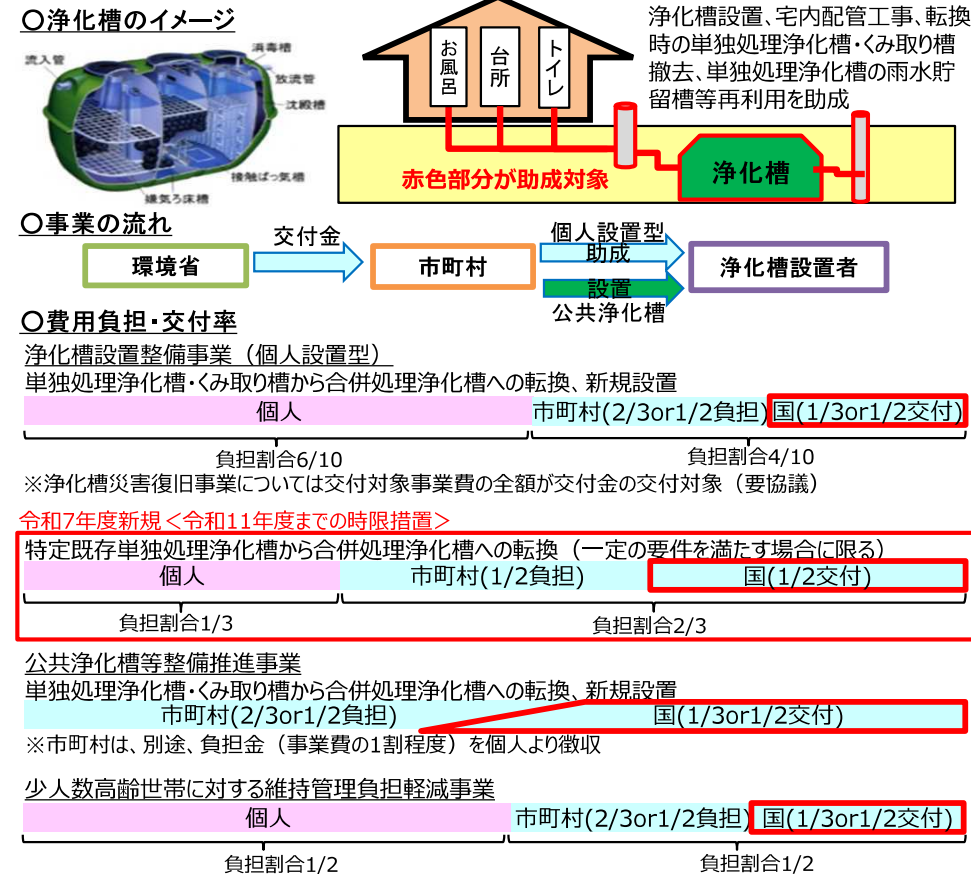 〇浄化槽のイメージ
流入管
消毒槽
放流管
沈殿槽
接触ばっ気槽
嫌気ろ床槽
お風呂
台所
トイレ
赤色部分が助成対象
浄化槽
浄化槽設置、宅内配管工事、転換
時の単独処理浄化槽・くみ取り槽
撤去、単独処理浄化槽の雨水貯
留槽等再利用を助成
〇事業の流れ
環境省
交付金
市町村
個人設置型
助成
設置
公共浄化槽
浄化槽設置者
〇費用負担・交付率
浄化槽設置整備事業（個人設置型）
単独処理浄化槽・くみ取り槽から合併処理浄化槽への転換、新規設置
個人 市町村(2/3or1/2負担) 国(1/3or1/2交付)
負担割合6/10 負担割合4/10
※浄化槽災害復旧事業については交付対象事業費の全額が交付金の交付対象（要協議）
令和7年度新規＜令和11年度までの時限措置＞
特定既存単独処理浄化槽から合併処理浄化槽への転換（一定の要件を満たす場合に限る）
個人 市町村(1/2負担) 国(1/2交付)
負担割合1/3 負担割合2/3
公共浄化槽等整備推進事業
単独処理浄化槽・くみ取り槽から合併処理浄化槽への転換、新規設置
市町村(2/3or1/2負担) 国(1/3or1/2交付)
※市町村は、別途、負担金（事業費の1割程度）を個人より徴収
少人数高齢世帯に対する維持管理負担軽減事業
個人 市町村(2/3or1/2負担) 国(1/3or1/2交付)
負担割合1/2 負担割合1/2